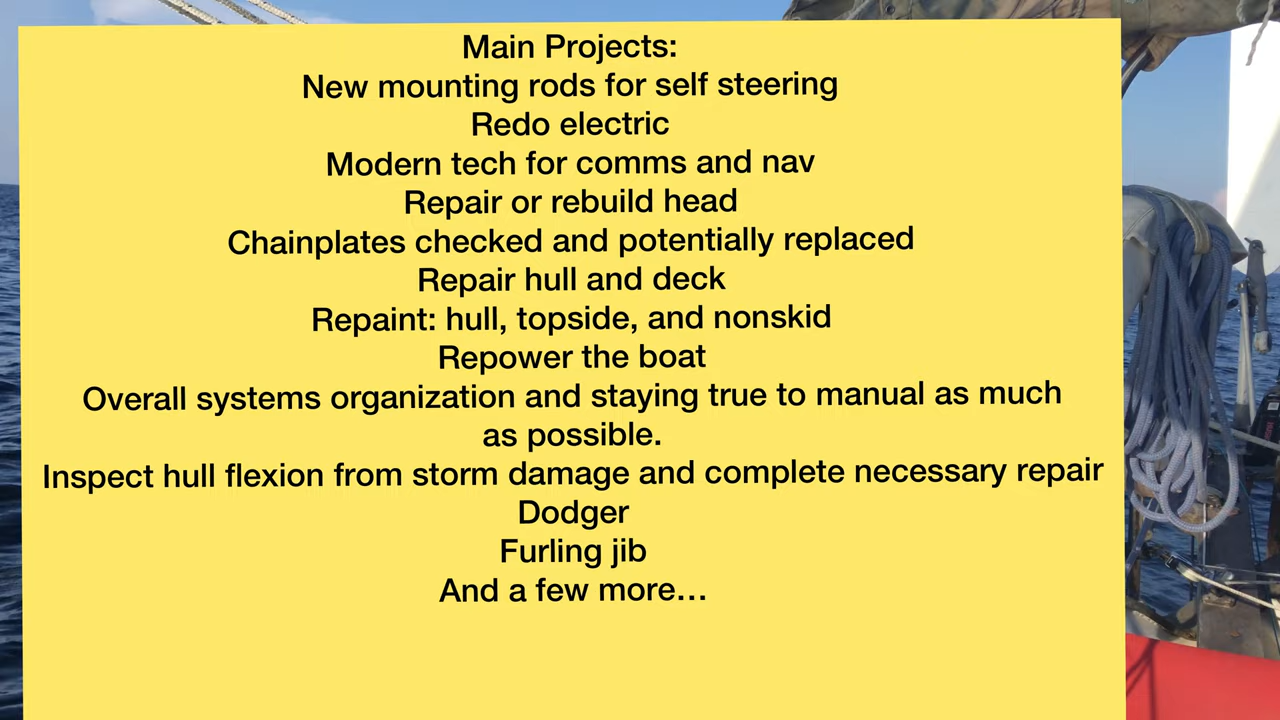 Main Projects:
New mounting rods for self steering
Redo electric
Modern tech for comms and nav
Repair or rebuild head
Chainplates checked and potentially replaced
Repair hull and deck
Repaint: hull, topside, and nonskid
Repower the boat
Overall systems organization and staying true to manual as much
as possible.
Inspect hull flexion from storm damage and complete necessary repair
Dodger
Furling jib
And a few more…